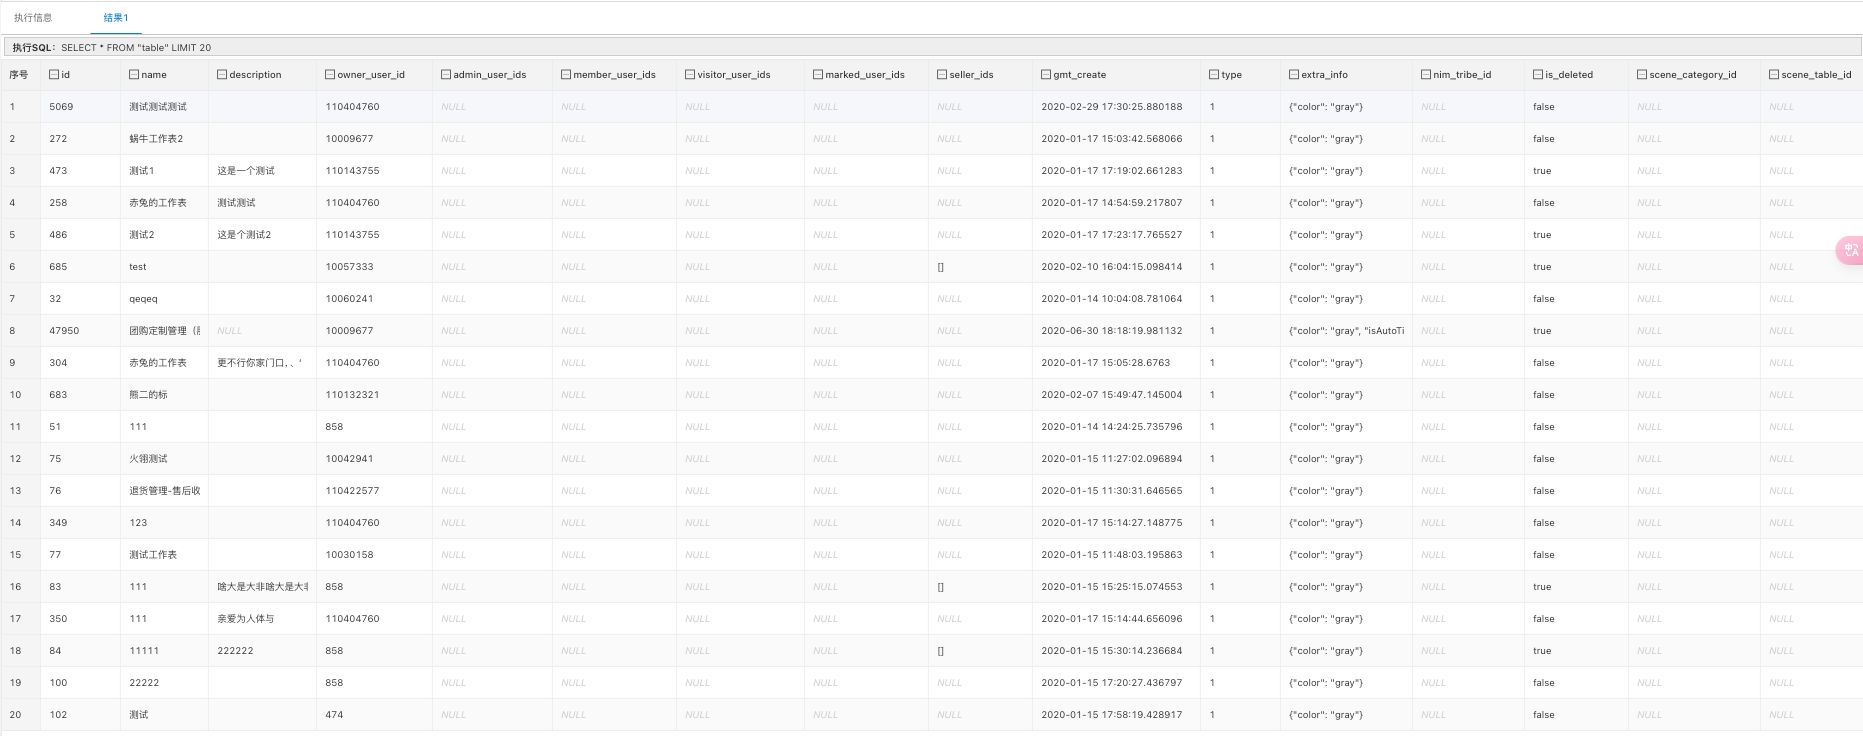 执行信息 结果1
执行SQL: SELECT * FROM "table" LIMIT 20
序号 id name description owner_user_id admin_user_ids member_user_ids visitor_user_ids marked_user_ids seller_ids gmt_create type extra_info nim_tribe_id is_deleted scene_category_id scene_table_id
1 5069 测试测试测试 110404760 NULL NULL NULL NULL NULL 2020-02-29 17:30:25.880188 1 {"color": "gray"} NULL false NULL NULL
2 272 蜗牛工作表2 10009677 NULL NULL NULL NULL NULL 2020-01-17 15:03:42.568066 1 {"color": "gray"} NULL false NULL NULL
3 473 测试1 这是一个测试 110143755 NULL NULL NULL NULL NULL 2020-01-17 17:19:02.661283 1 {"color": "gray"} NULL true NULL NULL
4 258 赤兔的工作表 测试测试 110404760 NULL NULL NULL NULL NULL 2020-01-17 14:54:59.217807 1 {"color": "gray"} NULL false NULL NULL
5 486 测试2 这是个测试2 110143755 NULL NULL NULL NULL NULL 2020-01-17 17:23:17.765527 1 {"color": "gray"} NULL true NULL NULL
6 685 test 10057333 NULL NULL NULL NULL [] 2020-02-10 16:04:15.098414 1 {"color": "gray"} NULL true NULL NULL
7 32 qeqeq 10060241 NULL NULL NULL NULL NULL 2020-01-14 10:04:08.781064 1 {"color": "gray"} NULL false NULL NULL
8 47950 团购定制管理（ NULL 10009677 NULL NULL NULL NULL NULL 2020-06-30 18:18:19.981132 1 {"color": "gray", "isAutoTi NULL true NULL NULL
9 304 赤兔的工作表 更不行你家门口,、‘ 110404760 NULL NULL NULL NULL NULL 2020-01-17 15:05:28.6763 1 {"color": "gray"} NULL false NULL NULL
10 683 熊二的标 110132321 NULL NULL NULL NULL NULL 2020-02-07 15:49:47.145004 1 {"color": "gray"} NULL false NULL NULL
11 51 111 858 NULL NULL NULL NULL NULL 2020-01-14 14:24:25.735796 1 {"color": "gray"} NULL false NULL NULL
12 75 火翎测试 10042941 NULL NULL NULL NULL NULL 2020-01-15 11:27:02.096894 1 {"color": "gray"} NULL false NULL NULL
13 76 退货管理-售后收 110422577 NULL NULL NULL NULL NULL 2020-01-15 11:30:31.646565 1 {"color": "gray"} NULL false NULL NULL
14 349 123 110404760 NULL NULL NULL NULL NULL 2020-01-17 15:14:27.148775 1 {"color": "gray"} NULL false NULL NULL
15 77 测试工作表 10030158 NULL NULL NULL NULL NULL 2020-01-15 11:48:03.195863 1 {"color": "gray"} NULL false NULL NULL
16 83 111 啥大是大非啥大是大非 858 NULL NULL NULL NULL [] 2020-01-15 15:25:15.074553 1 {"color": "gray"} NULL true NULL NULL
17 350 111 亲爱为人体与 110404760 NULL NULL NULL NULL NULL 2020-01-17 15:14:44.656096 1 {"color": "gray"} NULL false NULL NULL
18 84 11111 222222 858 NULL NULL NULL NULL [] 2020-01-15 15:30:14.236684 1 {"color": "gray"} NULL true NULL NULL
19 100 22222 858 NULL NULL NULL NULL NULL 2020-01-15 17:20:27.436797 1 {"color": "gray"} NULL false NULL NULL
20 102 测试 474 NULL NULL NULL NULL NULL 2020-01-15 17:58:19.428917 1 {"color": "gray"} NULL false NULL NULL